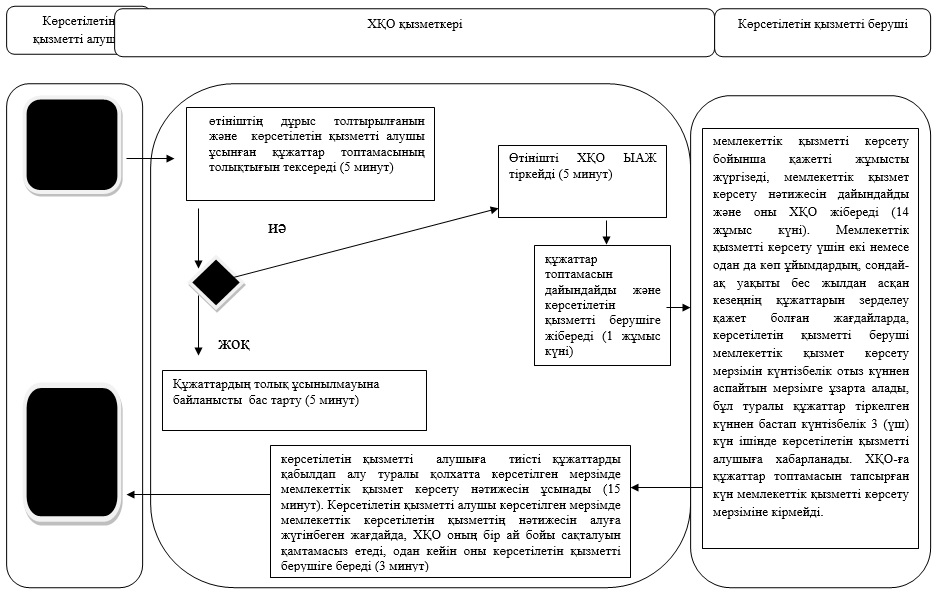 Көрсетілетін
қызметті алуш
ХҚО қызметкері
Көрсетілетін қызметті беруші
өтініштің дұрыс толтырылғанын
және көрсетілетін қызметті алушы
ұсынған құжаттар топтамасының
толықтығын тексереді (5 минут)
иә
жоқ
Өтінішті ХҚО ЫАЖ
тіркейді (5 минут)
құжаттар
топтамасын
дайындайды және
көрсетілетін
қызметті берушіге
жібереді (1 жұмыс
күні)
Құжаттардың толық ұсынылмауына
байланысты бас тарту (5 минут)
көрсетілетін қызметті алушыға тиісті құжаттарды
қабылдап алу туралы қолхатта көрсетілген мерзімде
мемлекеттік қызмет көрсету нәтижесін ұсынады (15
минут). Көрсетілетін қызметті алушы көрсетілген мерзімде
мемлекеттік көрсетілетін қызметтің нәтижесін алуға
жүгінбеген жағдайда, ХҚО оның бір ай бойы сақталуын
қамтамасыз етеді, одан кейін оны көрсетілетін қызметті
берушіге береді (3 минут)
мемлекеттік қызметті көрсету
бойынша қажетті жұмысты
жүргізеді, мемлекеттік қызмет
көрсету нәтижесін дайындайды
және оны ХҚО жібереді (14
жұмыс күні). Мемлекеттік
қызметті көрсету үшін екі немесе
одан да көп ұйымдардың, сондай-
ақ уақыты бес жылдан асқан
кезеңнің құжаттарын зерделеу
қажет болған жағдайларда,
көрсетілетін қызметті беруші
мемлекеттік қызмет көрсету
мерзімін күнтізбелік отыз күннен
аспайтын мерзімге ұзарта алады,
бұл туралы құжаттар тіркелген
күннен бастап күнтізбелік 3 (үш)
күн ішінде көрсетілетін қызметті
алушыға хабарланады. ХҚО-ға
құжаттар топтамасын тапсырған
күн мемлекеттік қызметті көрсету
мерзіміне кірмейді.